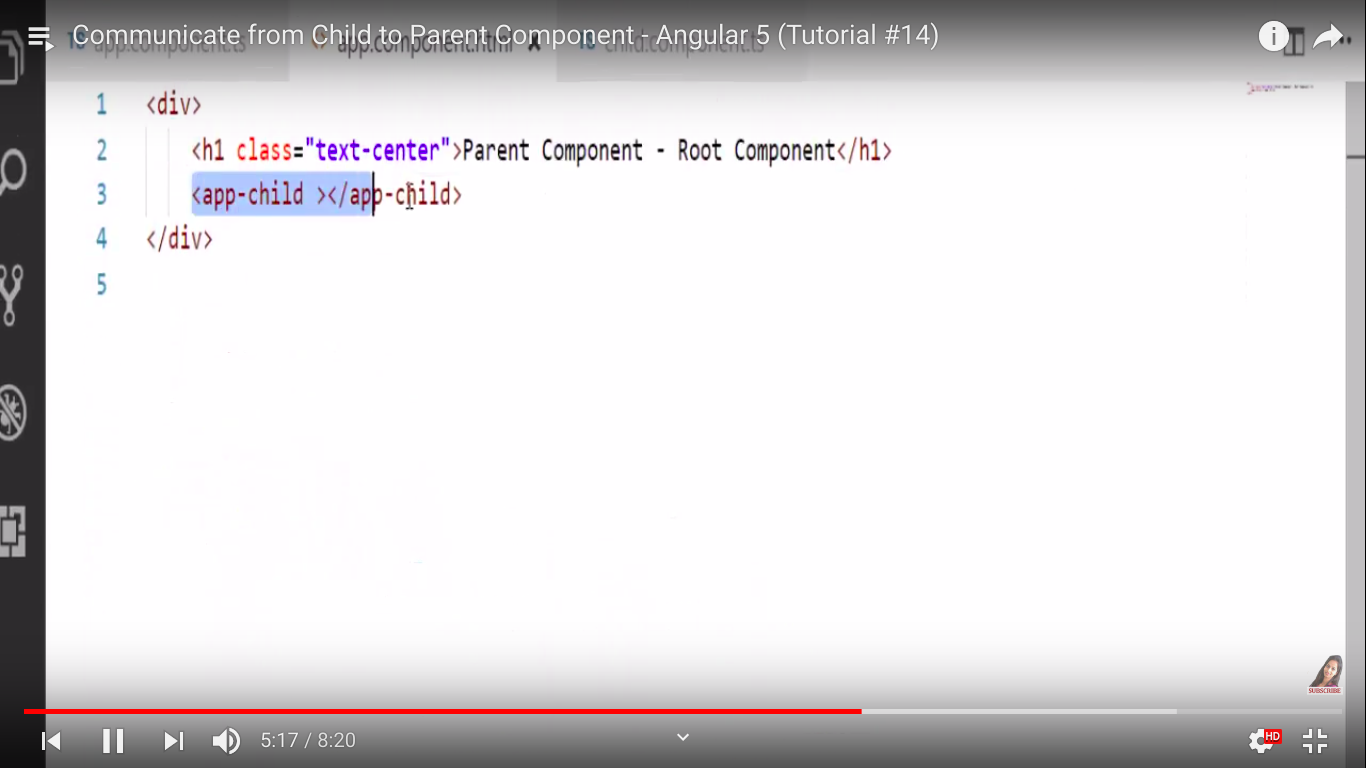 Communicate from Child to Parent Component - Angular 5 (Tutorial #14)
TS app.component.ts
<> app.component.html
TS child.component.ts
1 <div>
2 <h1 class="text-center">Parent Component - Root Component</h1>
3 <app-child ></app-child>
4 </div>
5
SUBSCRIBE
5:17 / 8:20
HD